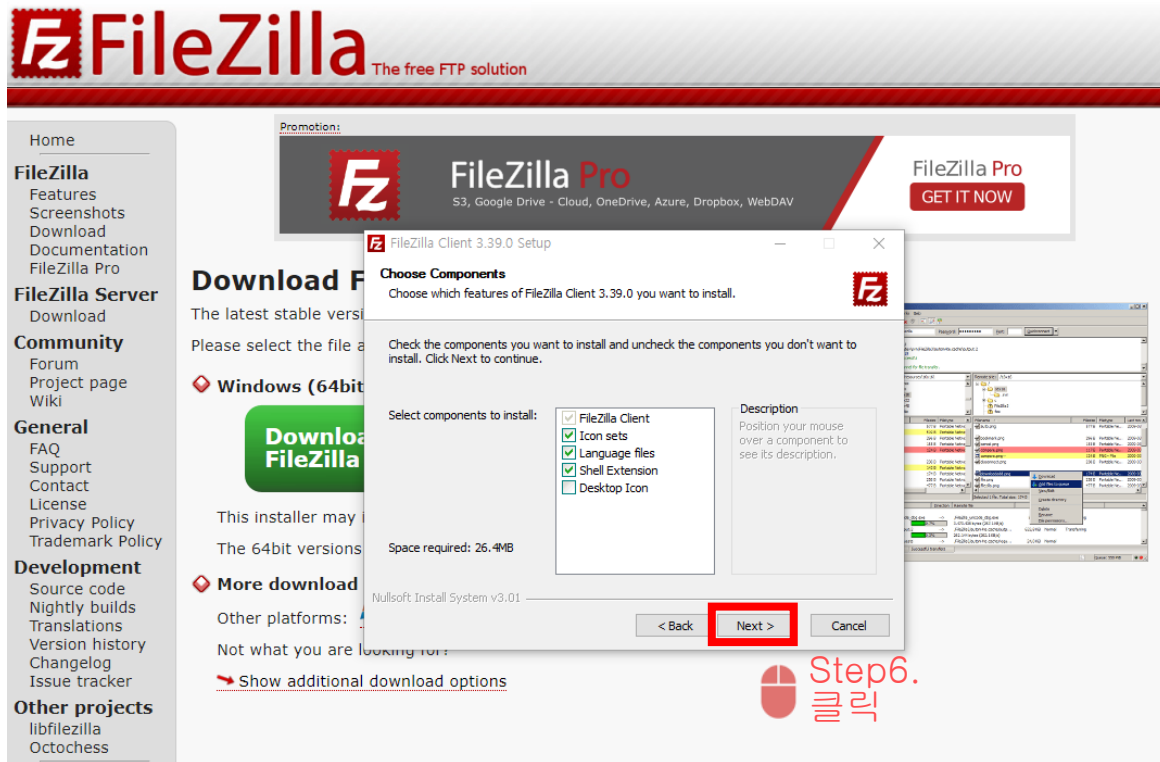 FileZilla
The free FTP solution
Home
FileZilla
Features
Screenshots
Download
Documentation
FileZilla Pro
FileZilla Server
Download
Community
Forum
Project page
Wiki
General
FAQ
Support
Contact
License
Privacy Policy
Trademark Policy
Development
Source code
Nightly builds
Translations
Version history
Changelog
Issue tracker
Other projects
libfilezilla
Octochess
Promotion:
FileZilla Pro
S3, Google Drive - Cloud, OneDrive, Azure, Dropbox, WebDAV
FileZilla Pro
GET IT NOW
Download F
The latest stable versi
Please select the file a
Windows (64bit
Downloa
FileZilla
This installer may i
The 64bit versions
More download
Other platforms:
Not what you are looking for?
Show additional download options
FileZilla Client 3.39.0 Setup
Choose Components
Choose which features of FileZilla Client 3.39.0 you want to install.
Check the components you want to install and uncheck the components you don't want to
install. Click Next to continue.
Select components to install:
FileZilla Client
Icon sets
Language files
Shell Extension
Desktop Icon
Description
Position your mouse
over a component to
see its description.
Space required: 26.4MB
Nullsoft Install System v3.01
< Back
Next >
Cancel
Step6.
클릭